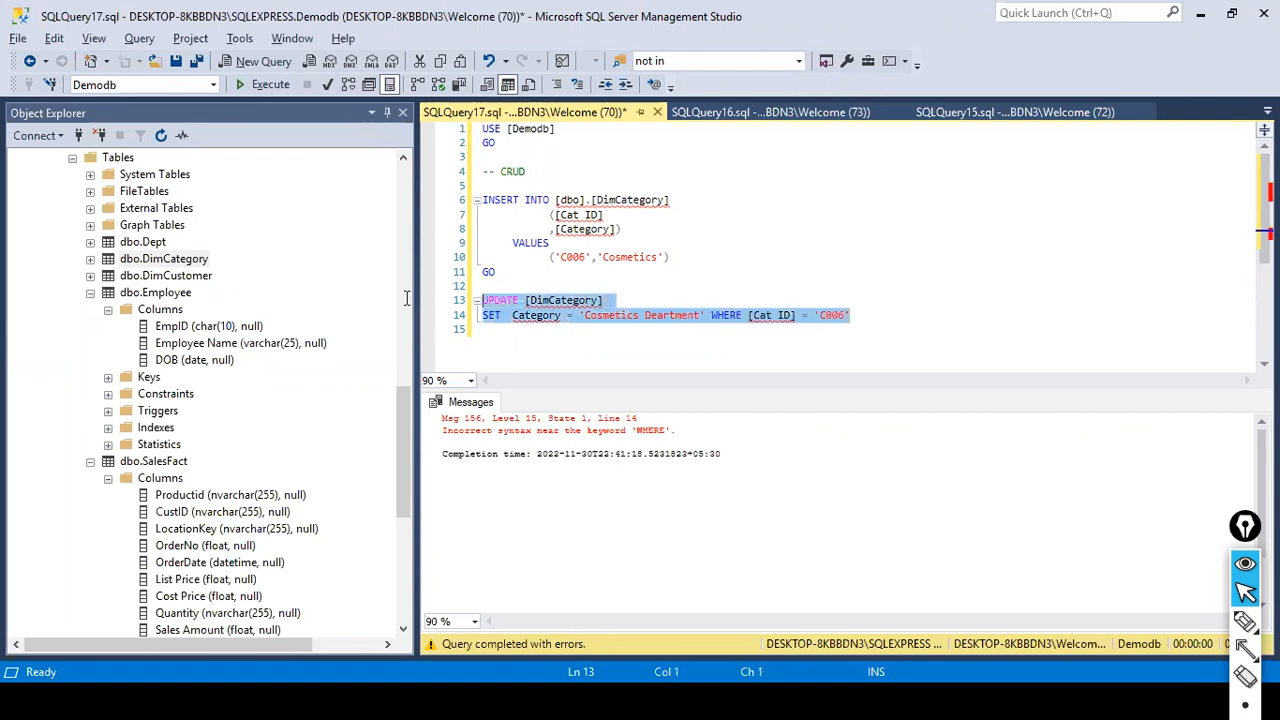 SQLQuery17.sql - DESKTOP-8KBBDN3\SQLEXPRESS.Demodb (DESKTOP-8KBBDN3\Welcome (70))* - Microsoft SQL Server Management Studio
Quick Launch (Ctrl+Q)
File Edit View Query Project Tools Window Help
New Query
not in
Demodb
Execute
Object Explorer
SQLQuery17.sql -...BDN3\Welcome (70))*
SQLQuery16.sql -...BDN3\Welcome (73))
SQLQuery15.sql -...BDN3\Welcome (72))
Connect
Tables
System Tables
FileTables
External Tables
Graph Tables
dbo.Dept
dbo.DimCategory
dbo.DimCustomer
dbo.Employee
Columns
EmpID (char(10), null)
Employee Name (varchar(25), null)
DOB (date, null)
Keys
Constraints
Triggers
Indexes
Statistics
dbo.SalesFact
Columns
Productid (nvarchar(255), null)
CustID (nvarchar(255), null)
LocationKey (nvarchar(255), null)
OrderNo (float, null)
OrderDate (datetime, null)
List Price (float, null)
Cost Price (float, null)
Quantity (nvarchar(255), null)
Sales Amount (float, null)
1 USE [Demodb]
2 GO
3
4 -- CRUD
5
6 INSERT INTO [dbo].[DimCategory]
7 ([Cat ID]
8 ,[Category])
9 VALUES
10 ('C006','Cosmetics')
11 GO
12
13 UPDATE [DimCategory]
14 SET Category = 'Cosmetics Deartment' WHERE [Cat ID] = 'C006'
15
90 %
Messages
Msg 156, Level 15, State 1, Line 14
Incorrect syntax near the keyword 'WHERE'.
Completion time: 2022-11-30T22:41:18.5231823+05:30
90 %
Query completed with errors.
DESKTOP-8KBBDN3\SQLEXPRESS ...
DESKTOP-8KBBDN3\Welcom...
Demodb
00:00:00
Ready
Ln 13
Col 1
Ch 1
INS